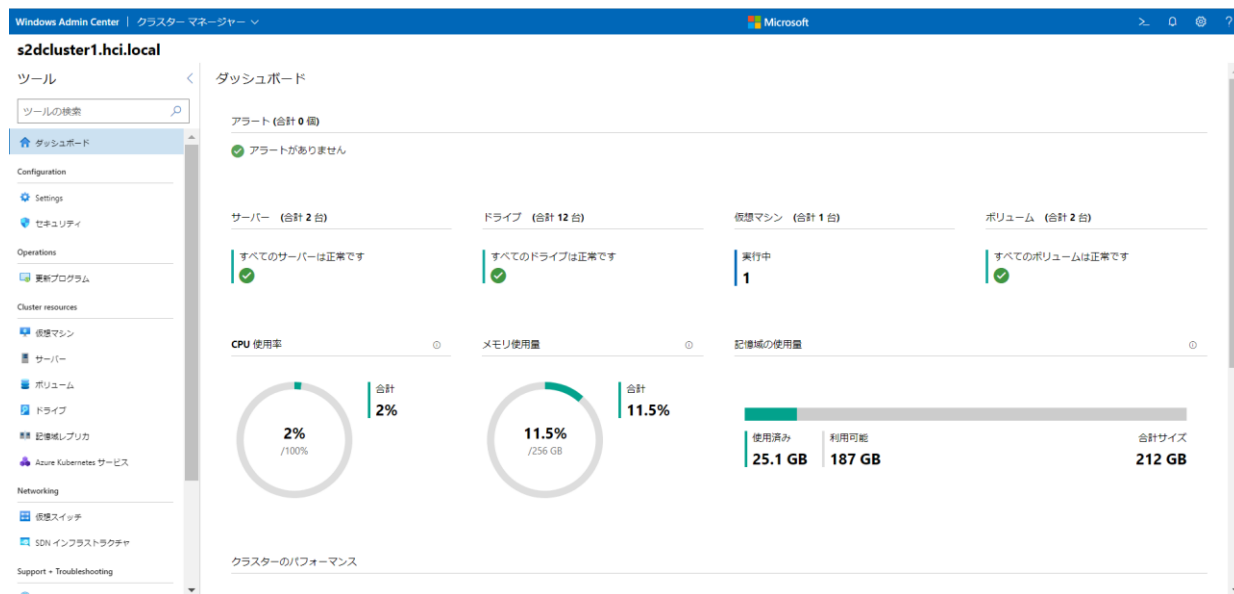 Windows Admin Center | クラスター マネージャー
Microsoft
s2dcluster1.hci.local
ツール
ツールの検索
ダッシュボード
Configuration
Settings
セキュリティ
Operations
更新プログラム
Cluster resources
仮想マシン
サーバー
ボリューム
ドライブ
記憶域レプリカ
Azure Kubernetes サービス
Networking
仮想スイッチ
SDN インフラストラクチャ
Support + Troubleshooting
ダッシュボード
アラート (合計 0 個)
アラートがありません
サーバー (合計 2 台)
すべてのサーバーは正常です
ドライブ (合計 12 台)
すべてのドライブは正常です
仮想マシン (合計 1 台)
実行中
1
ボリューム (合計 2 台)
すべてのボリュームは正常です
CPU 使用率
2%
/100%
合計
2%
メモリ使用量
11.5%
/256 GB
合計
11.5%
記憶域の使用量
使用済み
25.1 GB
利用可能
187 GB
合計サイズ
212 GB
クラスターのパフォーマンス